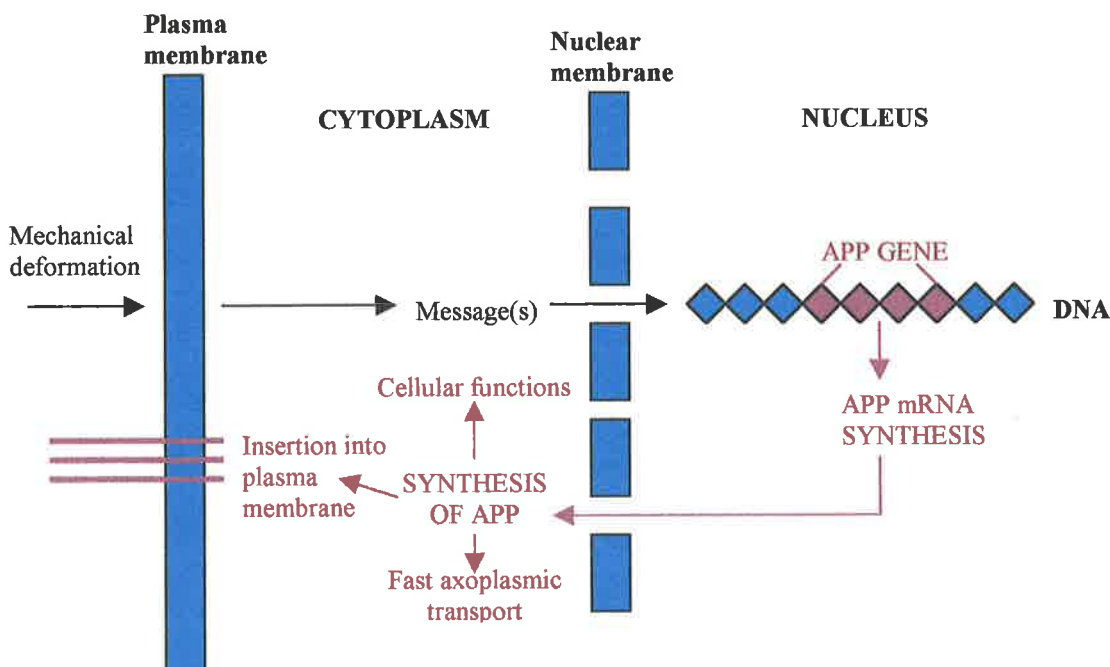 Plasma
membrane
Nuclear
membrane
CYTOPLASM
NUCLEUS
Mechanical
deformation
Message(s)
APP GENE
DNA
Cellular functions
APP mRNA
SYNTHESIS
Insertion into
plasma
membrane
SYNTHESIS
OF APP
Fast axoplasmic
transport